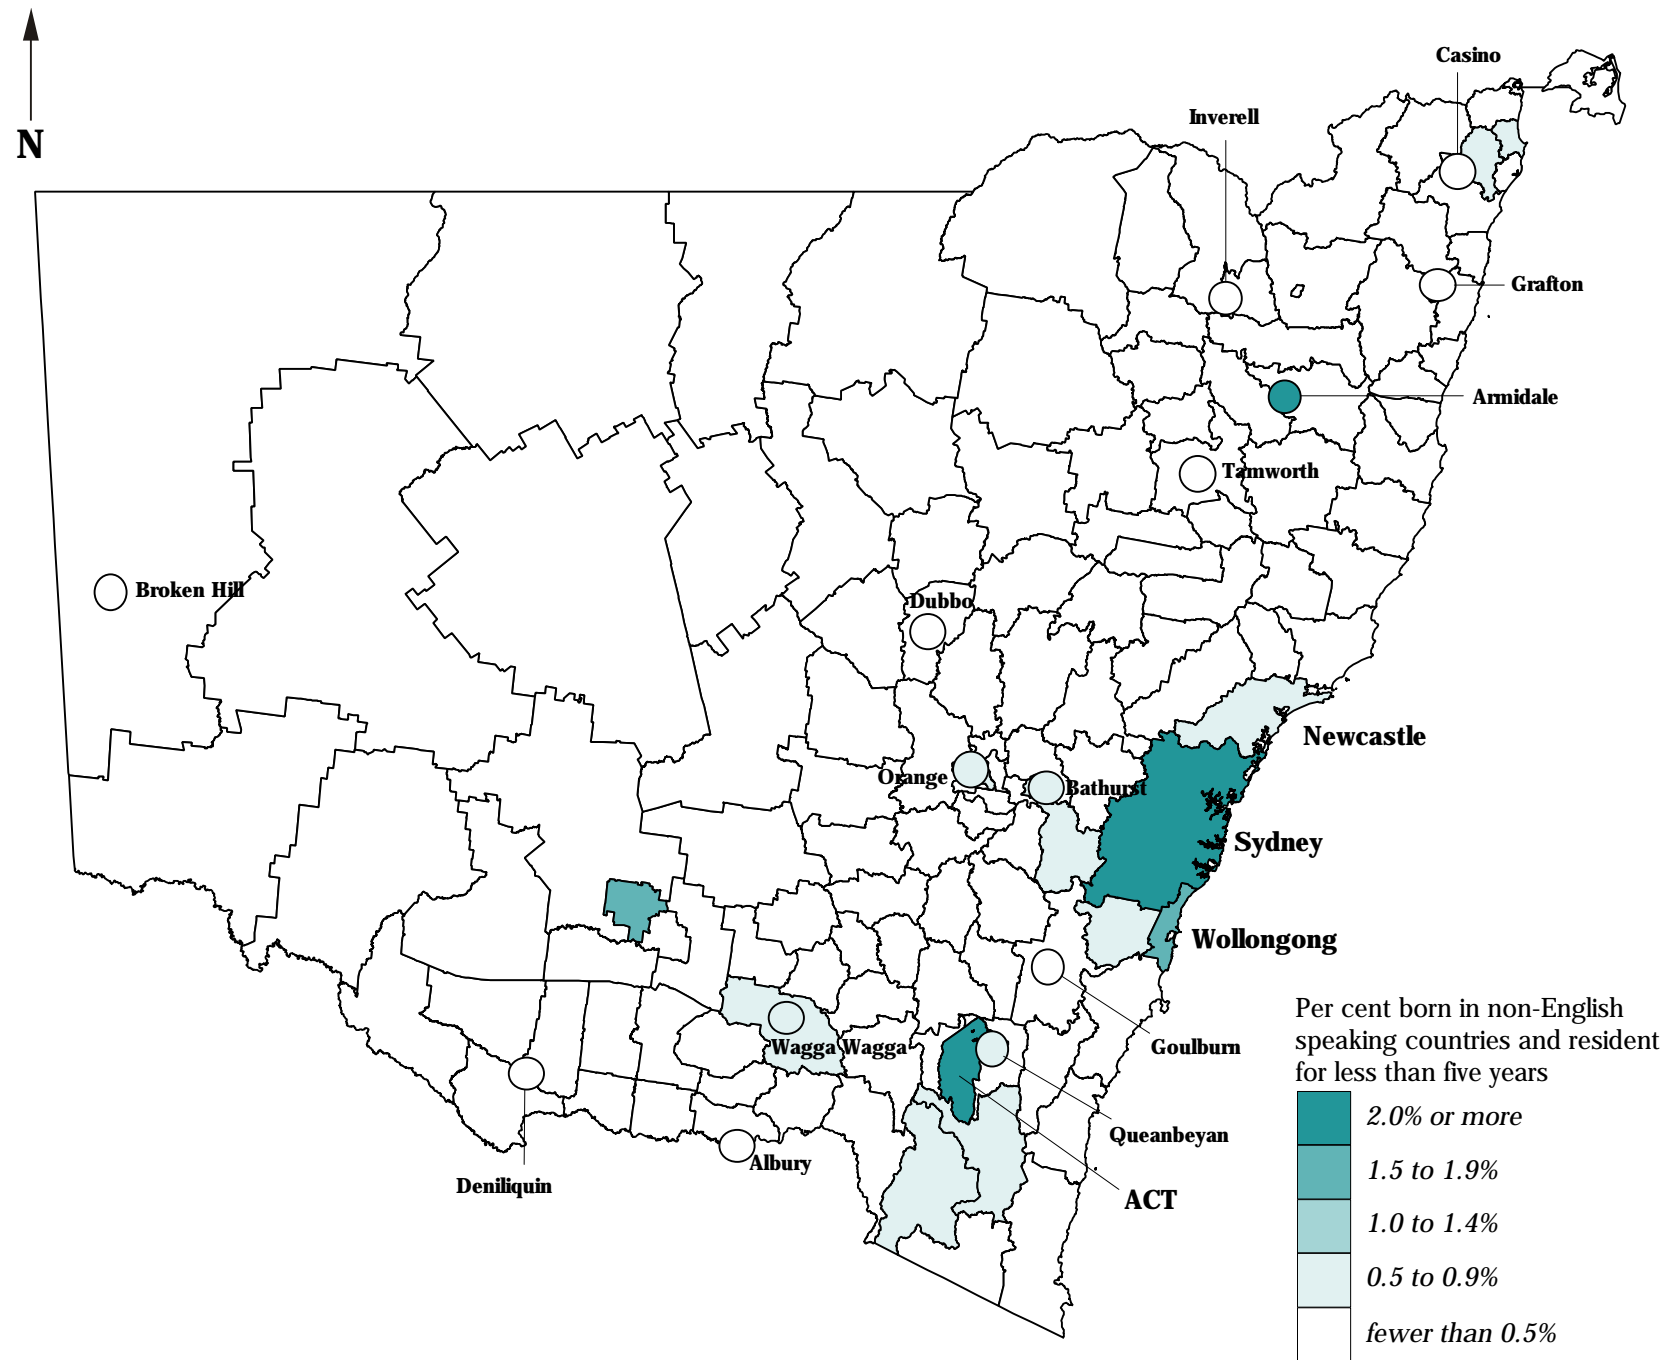 Casino
Inverell
N
Grafton
Armidale
Tamworth
Broken Hill
Dubbo
Newcastle
Orange
Bathurst
Sydney
Wollongong
Wagga Wagga
Goulburn
Queanbeyan
Albury
Deniliquin
ACT
Per cent born in non-English
speaking countries and resident
for less than five years
2.0% or more
1.5 to 1.9%
1.0 to 1.4%
0.5 to 0.9%
fewer than 0.5%